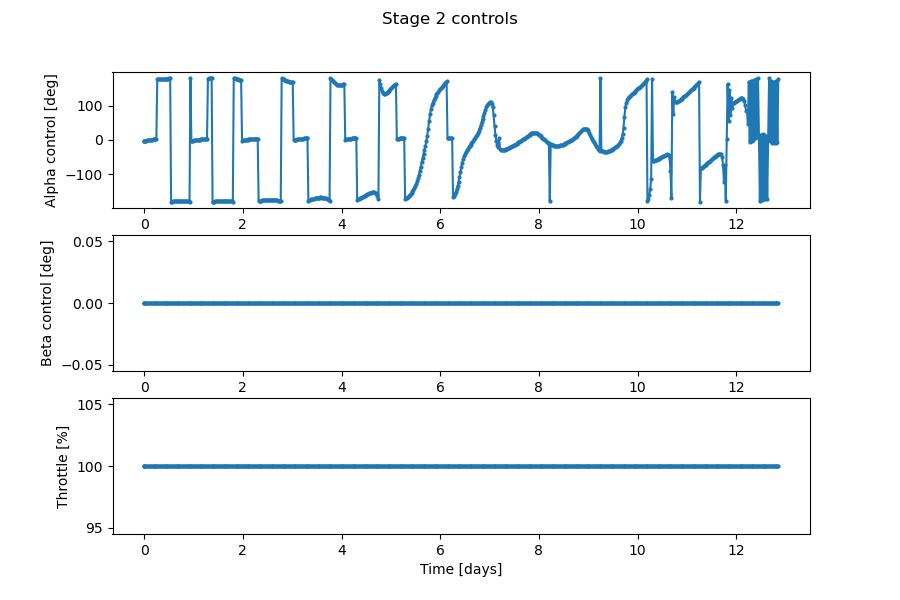 Stage 2 controls
Alpha control [deg]
100
0
−100
0 2 4 6 8 10 12
Beta control [deg]
0.05
0.00
−0.05
0 2 4 6 8 10 12
Throttle [%]
105
100
95
0 2 4 6 8 10 12
Time [days]